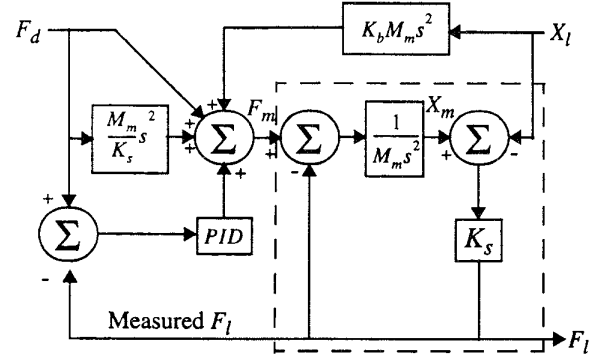 F_d
K_b M_m s^2
X_l
M_m/K_s s^2
+
+
+
+
Σ
F_m
+
-
Σ
1/(M_m s^2)
X_m
+
-
Σ
+
-
Σ
PID
K_s
Measured F_l
F_l